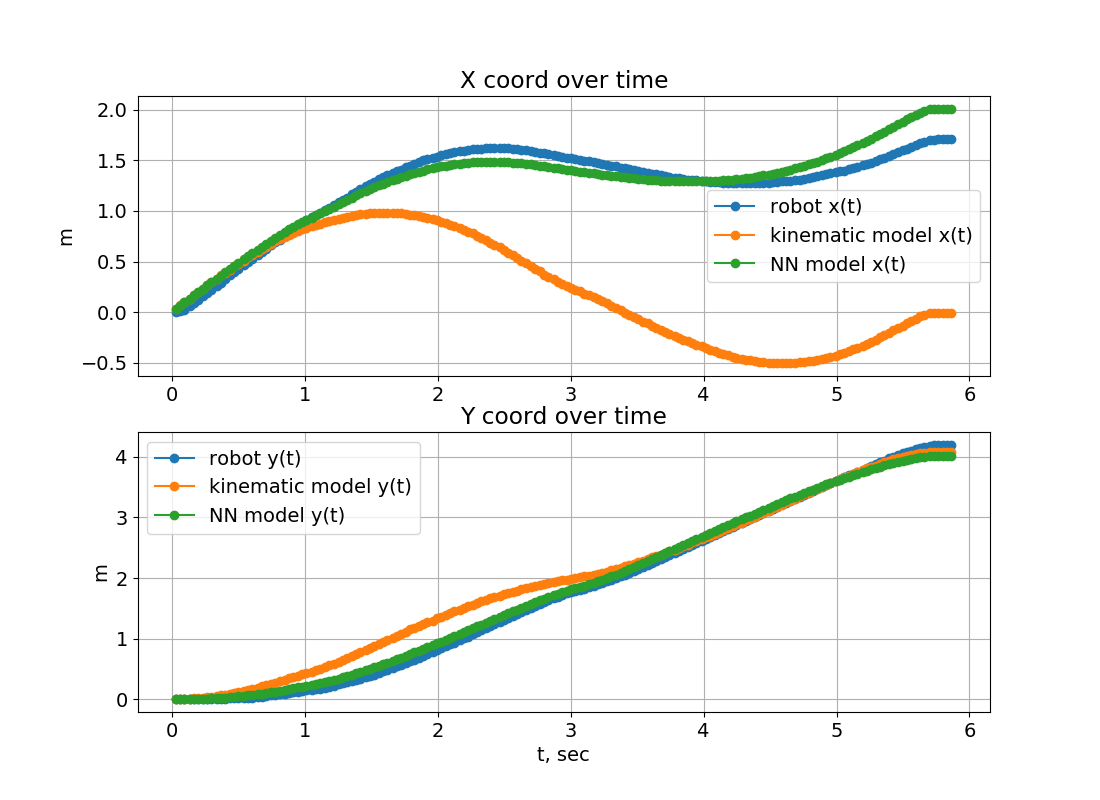 X coord over time
2.0
1.5
1.0
0.5
0.0
−0.5
m
robot x(t)
kinematic model x(t)
NN model x(t)
0 1 2 3 4 5 6
Y coord over time
4
3
2
1
0
m
robot y(t)
kinematic model y(t)
NN model y(t)
0 1 2 3 4 5 6
t, sec